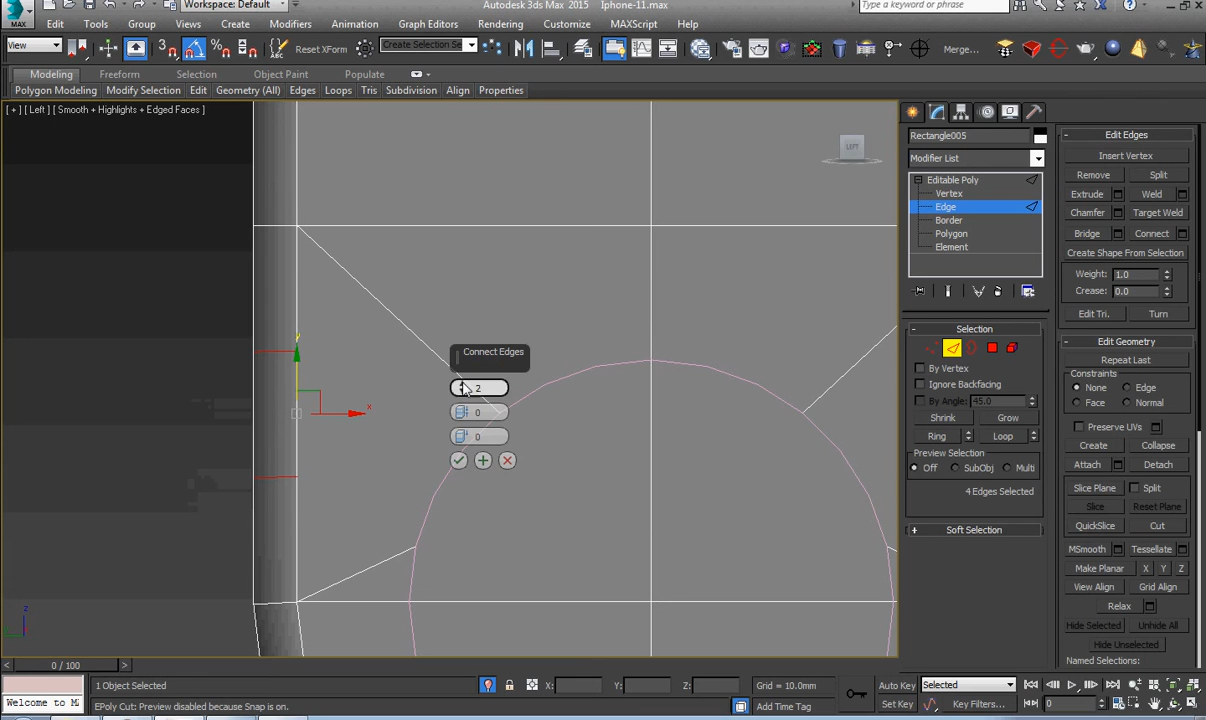 Workspace: Default
Autodesk 3ds Max 2015
Iphone-11.max
Type a keyword or phrase
MAX
Edit
Tools
Group
Views
Create
Modifiers
Animation
Graph Editors
Rendering
Customize
MAXScript
Help
View
3
Reset XForm
Create Selection Se
Merge...
Modeling
Freeform
Selection
Object Paint
Populate
Polygon Modeling
Modify Selection
Edit
Geometry (All)
Edges
Loops
Tris
Subdivision
Align
Properties
[ + ] [ Left ] [ Smooth + Highlights + Edged Faces ]
LEFT
y
x
z
Connect Edges
2
0
0
Rectangle005
Modifier List
Editable Poly
Vertex
Edge
Border
Polygon
Element
Selection
By Vertex
Ignore Backfacing
By Angle: 45.0
Shrink
Grow
Ring
Loop
Preview Selection
Off
SubObj
Multi
4 Edges Selected
Soft Selection
Edit Edges
Insert Vertex
Remove
Split
Extrude
Weld
Chamfer
Target Weld
Bridge
Connect
Create Shape From Selection
Weight: 1.0
Crease: 0.0
Edit Tri.
Turn
Edit Geometry
Repeat Last
Constraints
None
Edge
Face
Normal
Preserve UVs
Create
Collapse
Attach
Detach
Slice Plane
Split
Slice
Reset Plane
QuickSlice
Cut
MSmooth
Tessellate
Make Planar
X
Y
Z
View Align
Grid Align
Relax
Hide Selected
Unhide All
Hide Unselected
Named Selections:
0 / 100
1 Object Selected
X:
Y:
Z:
Grid = 10.0mm
Auto Key
Selected
Welcome to M
EPoly Cut: Preview disabled because Snap is on.
Add Time Tag
Set Key
Key Filters...
0